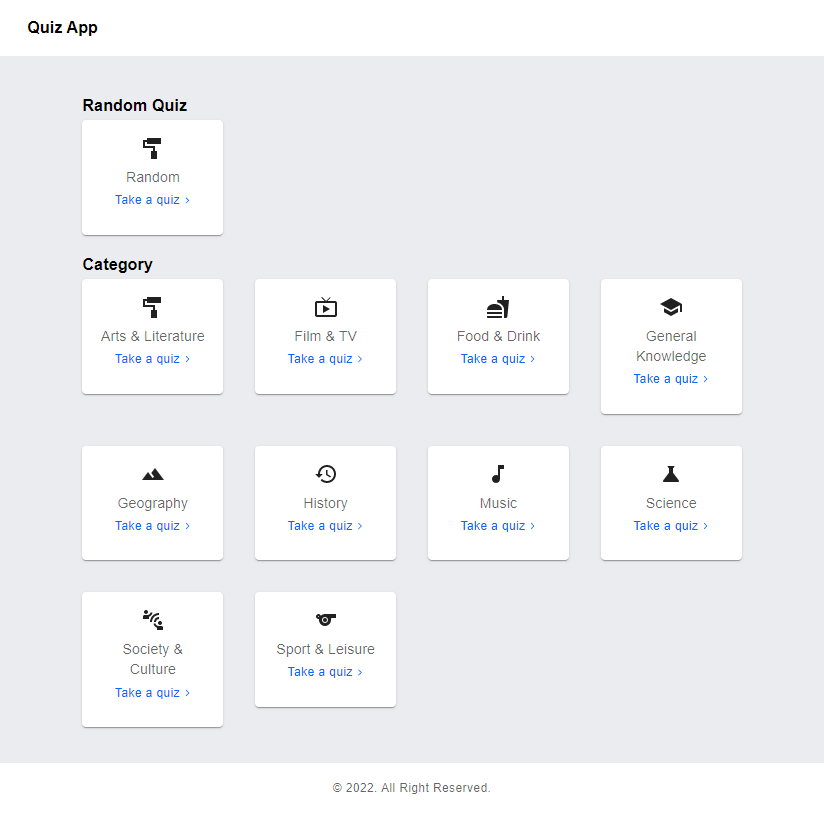 Quiz App
Random Quiz
Random
Take a quiz >
Category
Arts & Literature
Take a quiz >
Film & TV
Take a quiz >
Food & Drink
Take a quiz >
General
Knowledge
Take a quiz >
Geography
Take a quiz >
History
Take a quiz >
Music
Take a quiz >
Science
Take a quiz >
Society &
Culture
Take a quiz >
Sport & Leisure
Take a quiz >
© 2022. All Right Reserved.